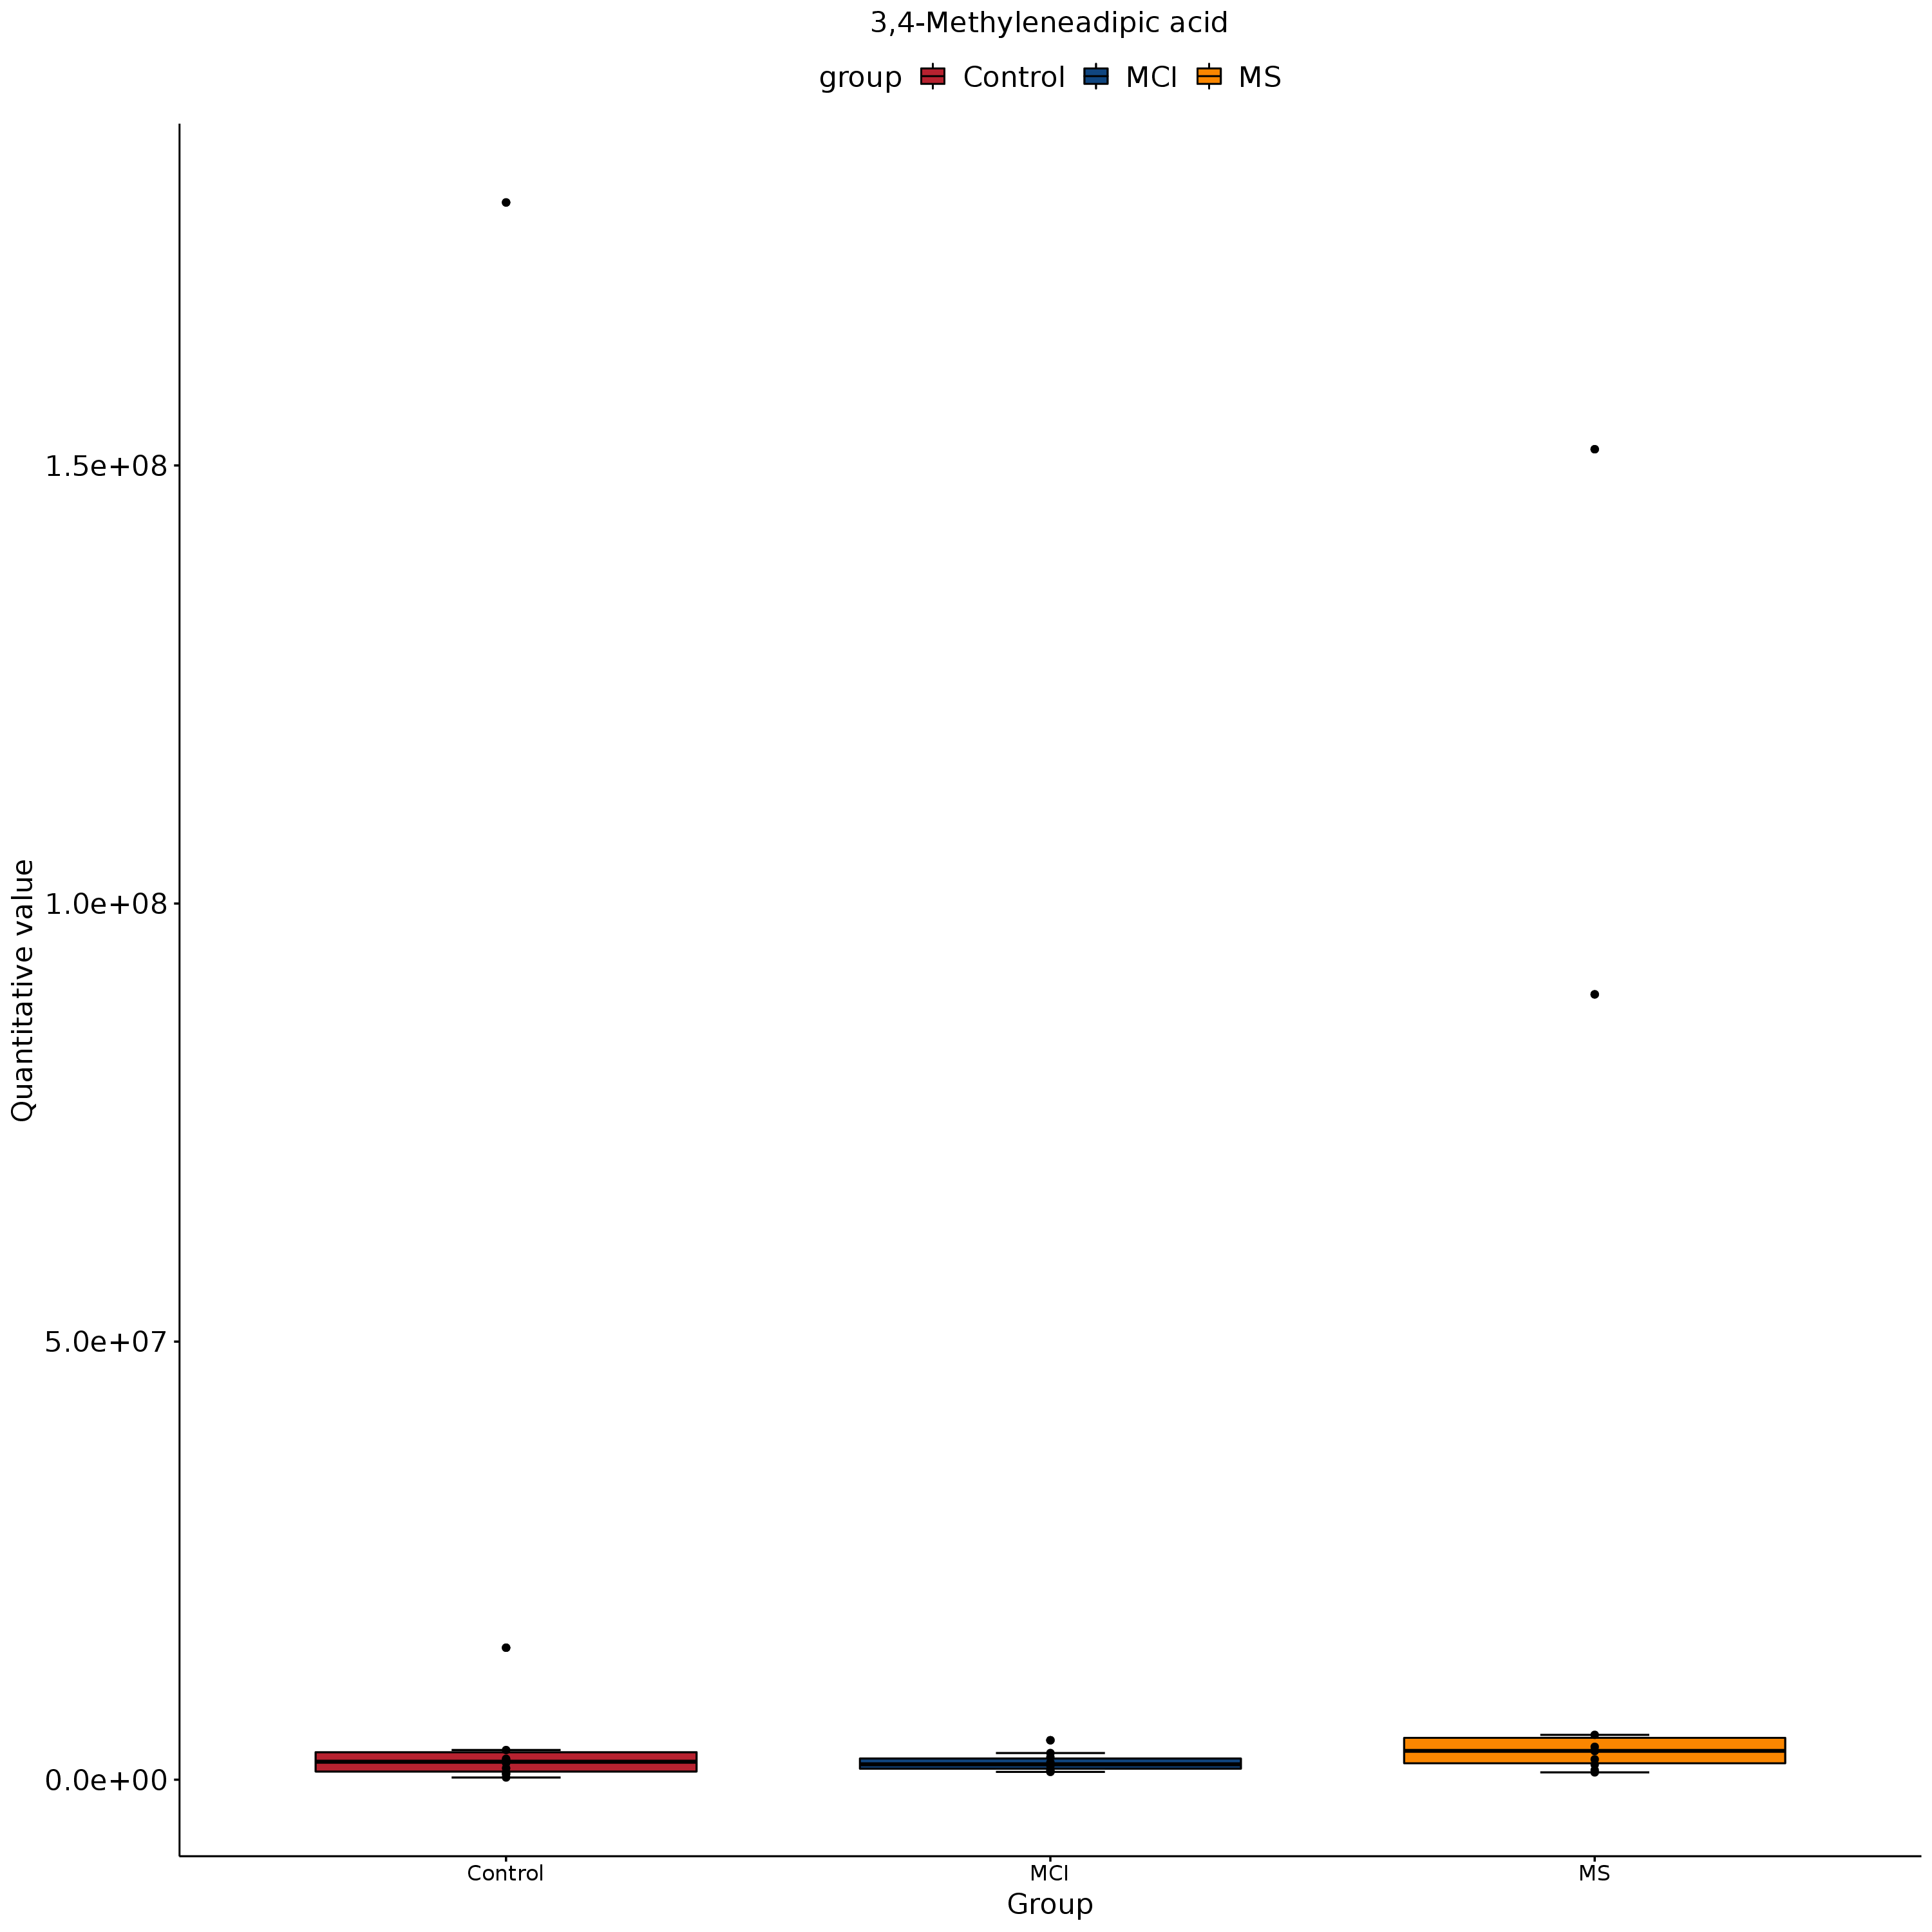 3,4-Methyleneadipic acid
group Control MCI MS
Quantitative value
1.5e+08
1.0e+08
5.0e+07
0.0e+00
Control MCI MS
Group